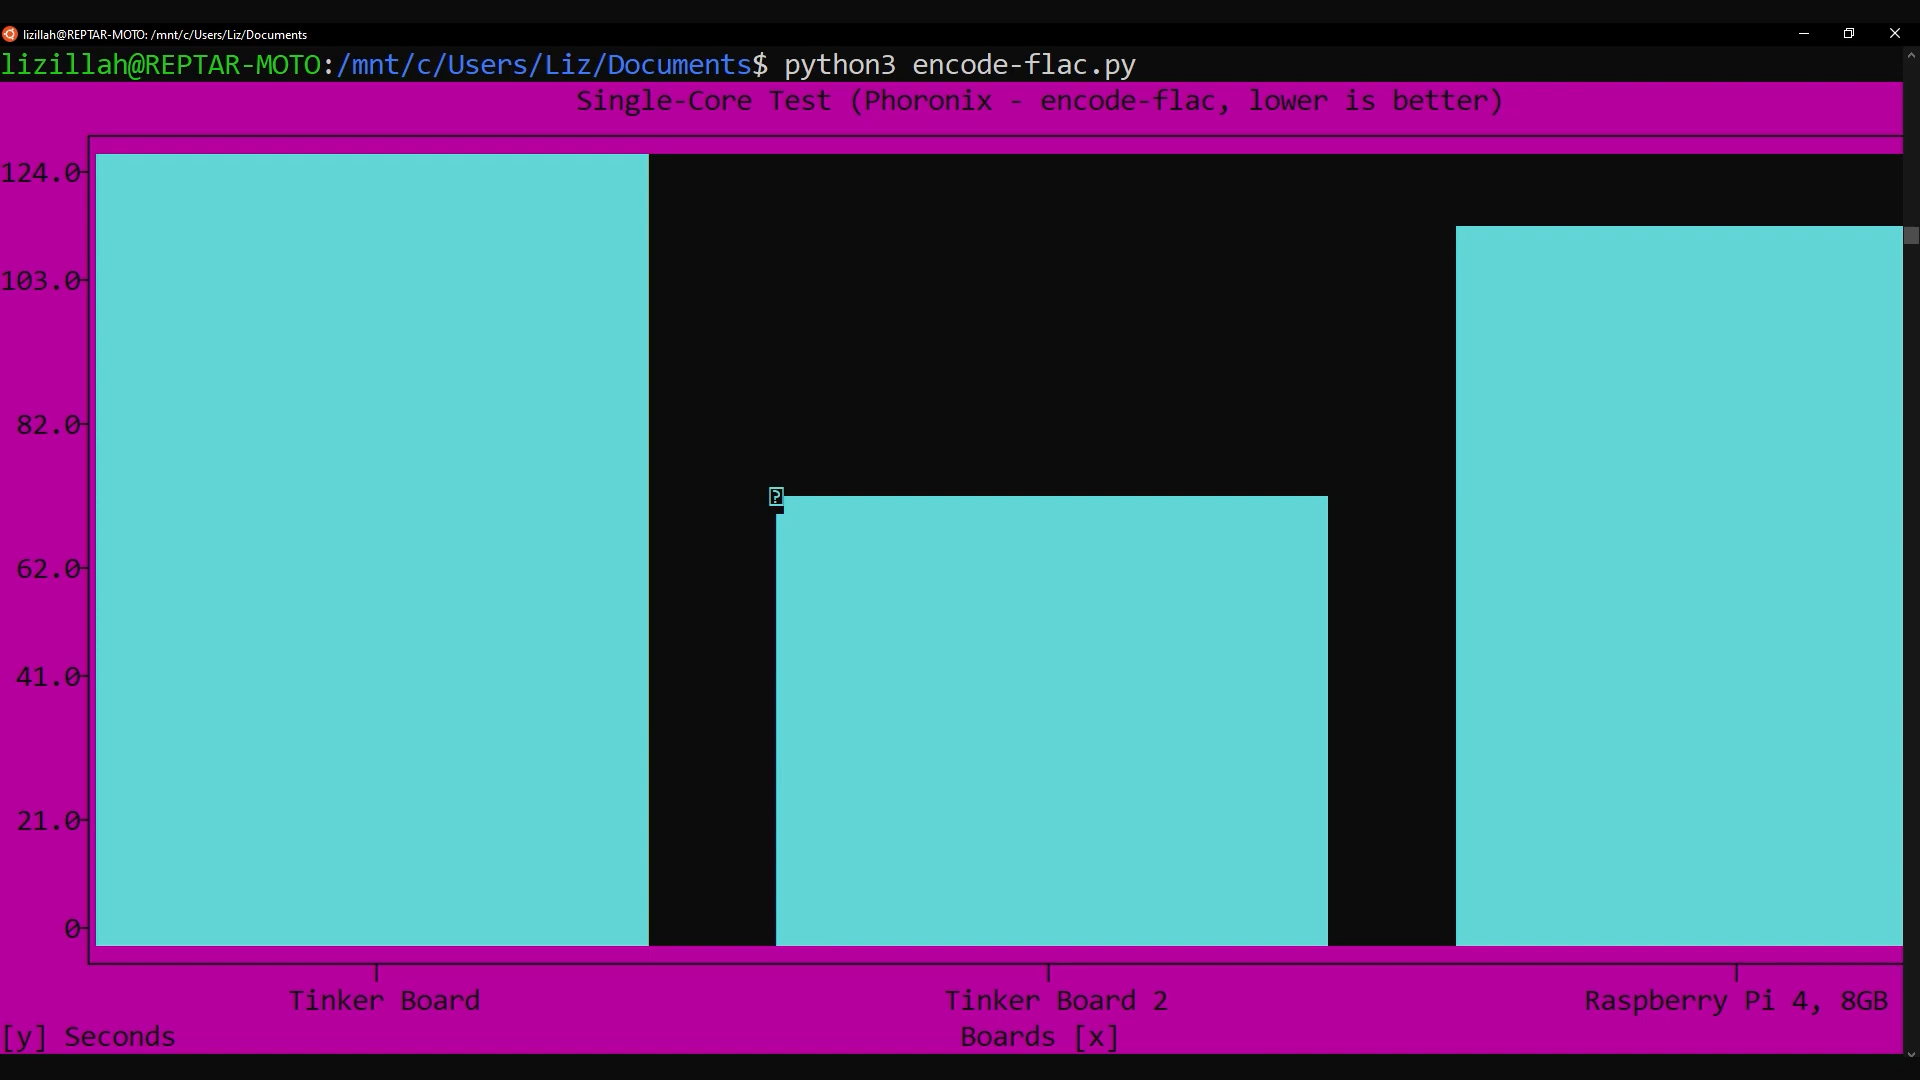 lizillah@REPTAR-MOTO: /mnt/c/Users/Liz/Documents
lizillah@REPTAR-MOTO:/mnt/c/Users/Liz/Documents$ python3 encode-flac.py
Single-Core Test (Phoronix - encode-flac, lower is better)
124.0
103.0
82.0
?
62.0
41.0
21.0
0
Tinker Board Tinker Board 2 Raspberry Pi 4, 8GB
[y] Seconds Boards [x]